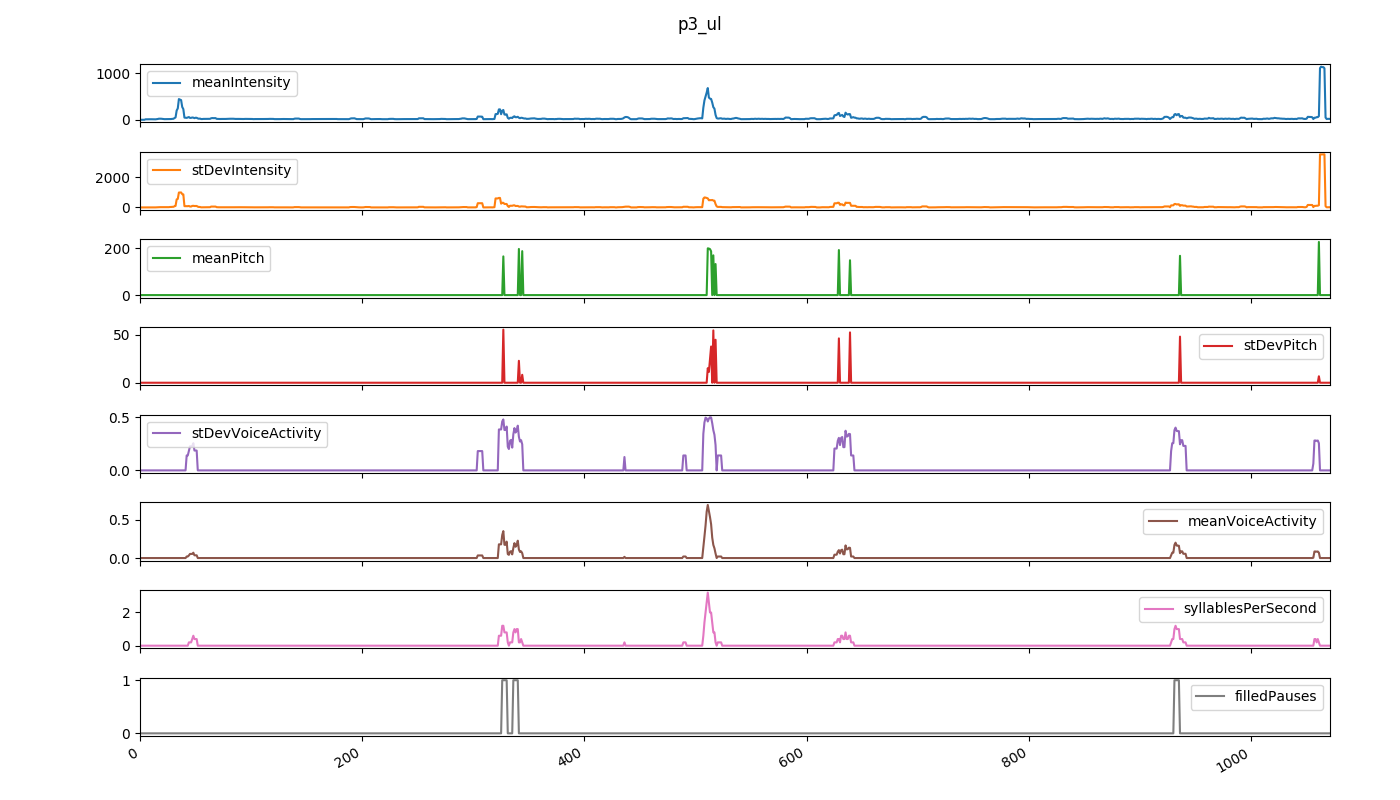 p3_ul
1000
0
meanIntensity
2000
0
stDevIntensity
200
0
meanPitch
50
0
stDevPitch
0.5
0.0
stDevVoiceActivity
0.5
0.0
meanVoiceActivity
2
0
syllablesPerSecond
1
0
filledPauses
0 200 400 600 800 1000